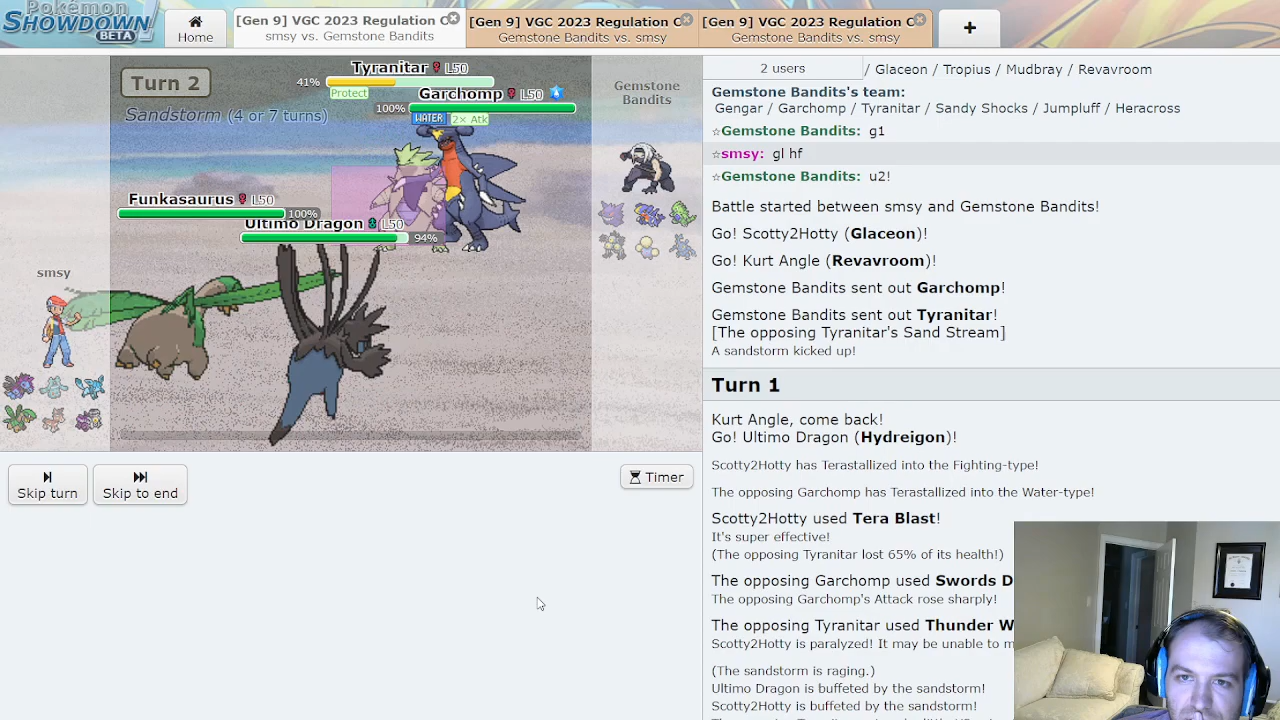 Pokémon
SHOWDOWN
BETA
Home
[Gen 9] VGC 2023 Regulation C
smsy vs. Gemstone Bandits
[Gen 9] VGC 2023 Regulation C
Gemstone Bandits vs. smsy
[Gen 9] VGC 2023 Regulation C
Gemstone Bandits vs. smsy
Turn 2
Sandstorm (4 or 7 turns)
Tyranitar L50
41%
Protect
Garchomp L50
100%
WATER 2× Atk
Funkasaurus L50
100%
Ultimo Dragon L50
94%
smsy
Gemstone
Bandits
Skip turn
Skip to end
Timer
2 users
/ Glaceon / Tropius / Mudbray / Revavroom
Gemstone Bandits's team:
Gengar / Garchomp / Tyranitar / Sandy Shocks / Jumpluff / Heracross
☆Gemstone Bandits: g1
☆smsy: gl hf
☆Gemstone Bandits: u2!
Battle started between smsy and Gemstone Bandits!
Go! Scotty2Hotty (Glaceon)!
Go! Kurt Angle (Revavroom)!
Gemstone Bandits sent out Garchomp!
Gemstone Bandits sent out Tyranitar!
[The opposing Tyranitar's Sand Stream]
A sandstorm kicked up!
Turn 1
Kurt Angle, come back!
Go! Ultimo Dragon (Hydreigon)!
Scotty2Hotty has Terastallized into the Fighting-type!
The opposing Garchomp has Terastallized into the Water-type!
Scotty2Hotty used Tera Blast!
It's super effective!
(The opposing Tyranitar lost 65% of its health!)
The opposing Garchomp used Swords D
The opposing Garchomp's Attack rose sharply!
The opposing Tyranitar used Thunder W
Scotty2Hotty is paralyzed! It may be unable to m
(The sandstorm is raging.)
Ultimo Dragon is buffeted by the sandstorm!
Scotty2Hotty is buffeted by the sandstorm!